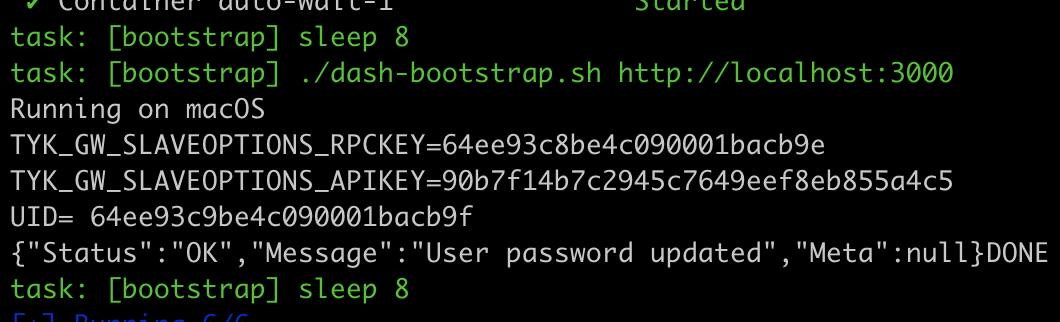 ✔ Container auto-wait-1 Started
task: [bootstrap] sleep 8
task: [bootstrap] ./dash-bootstrap.sh http://localhost:3000
Running on macOS
TYK_GW_SLAVEOPTIONS_RPCKEY=64ee93c8be4c090001bacb9e
TYK_GW_SLAVEOPTIONS_APIKEY=90b7f14b7c2945c7649eef8eb855a4c5
UID= 64ee93c9be4c090001bacb9f
{"Status":"OK","Message":"User password updated","Meta":null}DONE
task: [bootstrap] sleep 8
[+] Running